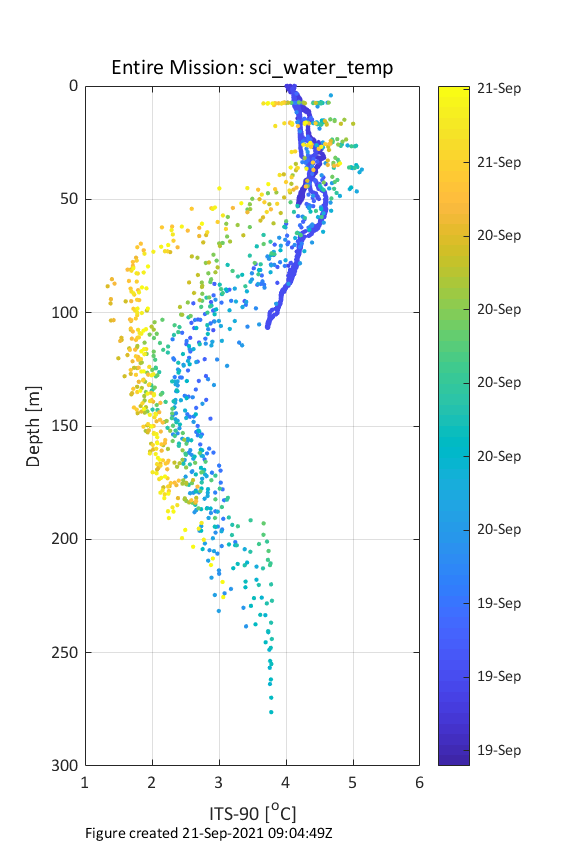 Entire Mission: sci_water_temp
0
50
100
150
200
250
300
Depth [m]
1 2 3 4 5 6
ITS-90 [°C]
21-Sep
21-Sep
20-Sep
20-Sep
20-Sep
20-Sep
20-Sep
19-Sep
19-Sep
19-Sep
Figure created 21-Sep-2021 09:04:49Z